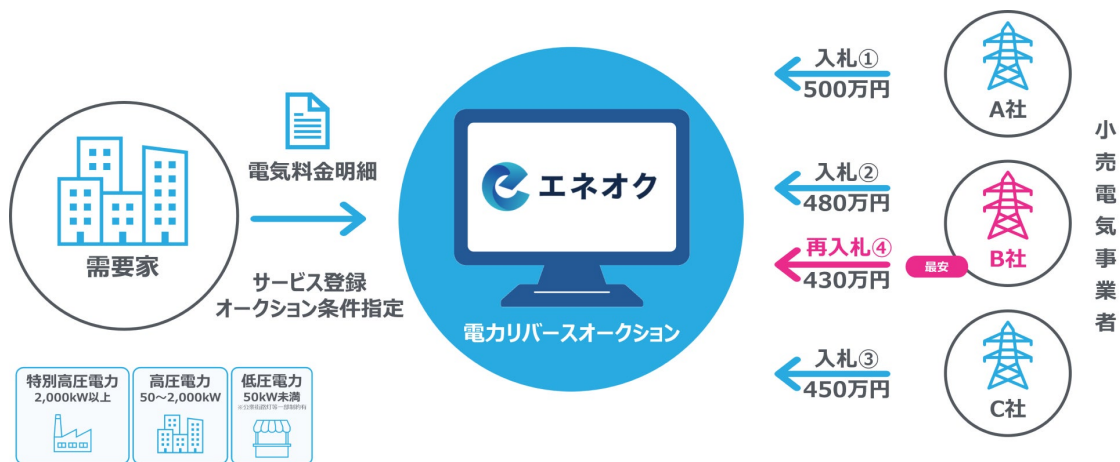 需要家
電気料金明細
サービス登録
オークション条件指定
特別高圧電力
2,000kW以上
高圧電力
50～2,000kW
低圧電力
50kW未満
エネオク
電力リバースオークション
入札①
500万円
入札②
480万円
再入札④
430万円
最安
入札③
450万円
A社
B社
C社
小売電気事業者